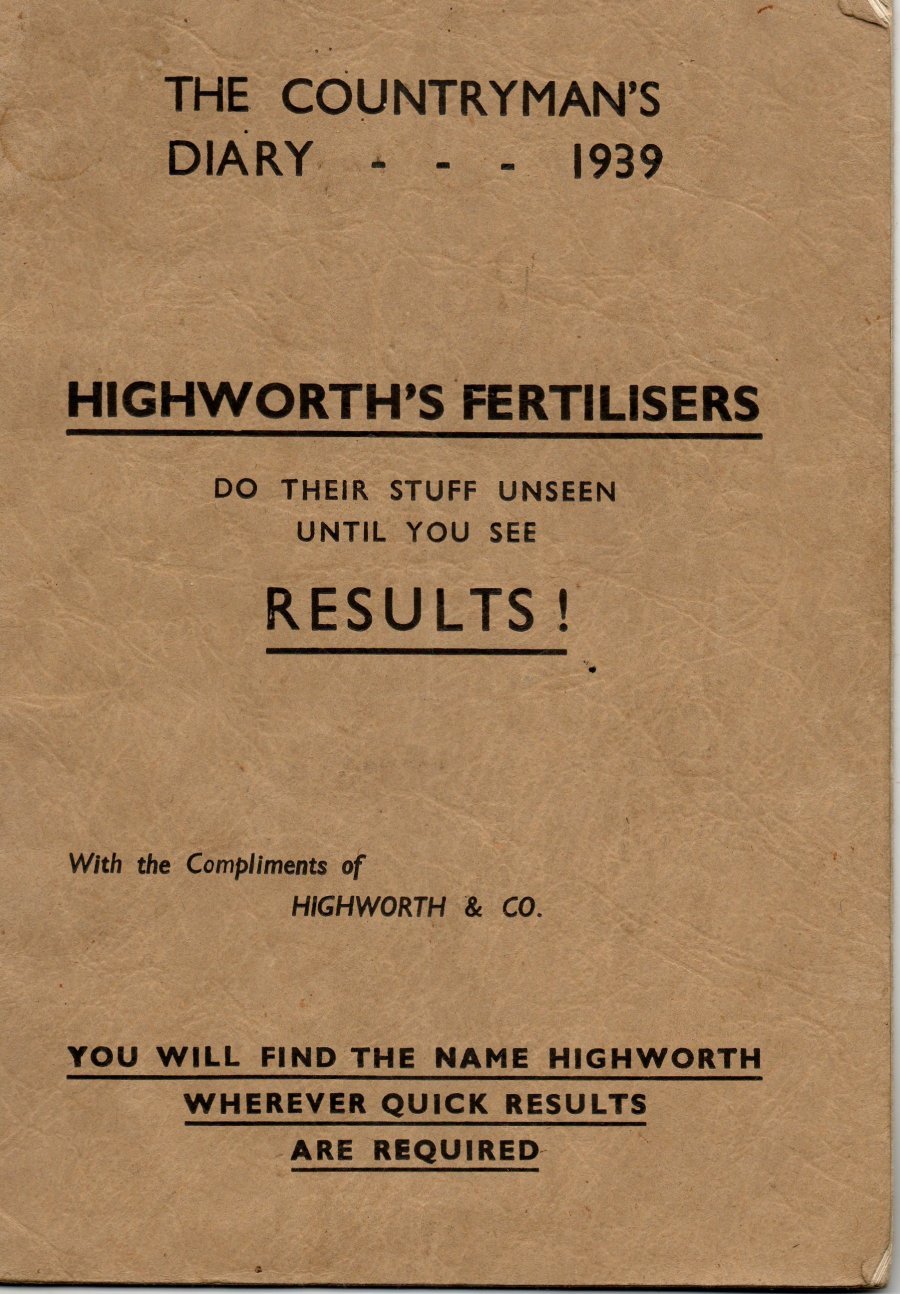 THE COUNTRYMAN'S
DIARY - - - 1939
HIGHWORTH'S FERTILISERS
DO THEIR STUFF UNSEEN
UNTIL YOU SEE
RESULTS !
With the Compliments of
HIGHWORTH & CO.
YOU WILL FIND THE NAME HIGHWORTH
WHEREVER QUICK RESULTS
ARE REQUIRED